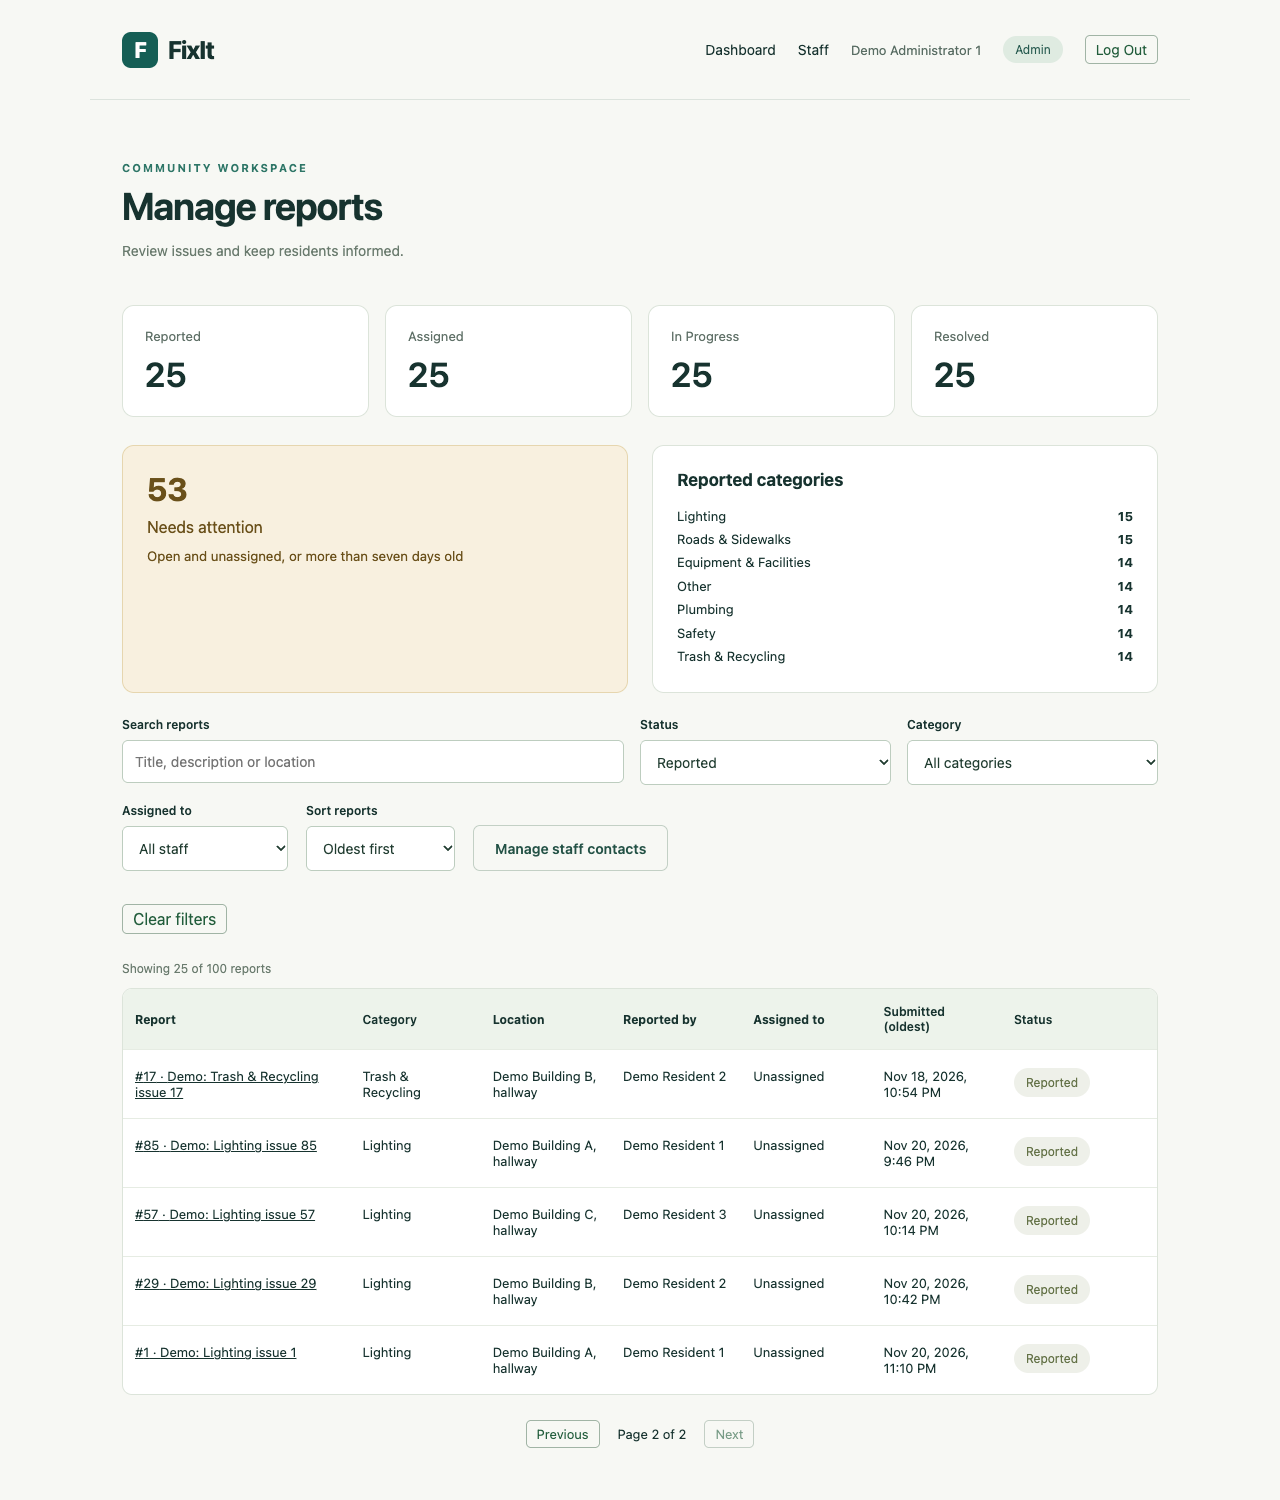 F FixIt
Dashboard Staff Demo Administrator 1 Admin Log Out
COMMUNITY WORKSPACE
Manage reports
Review issues and keep residents informed.
Reported
25
Assigned
25
In Progress
25
Resolved
25
53
Needs attention
Open and unassigned, or more than seven days old
Reported categories
Lighting 15
Roads & Sidewalks 15
Equipment & Facilities 14
Other 14
Plumbing 14
Safety 14
Trash & Recycling 14
Search reports
Title, description or location
Status
Reported
Category
All categories
Assigned to
All staff
Sort reports
Oldest first
Manage staff contacts
Clear filters
Showing 25 of 100 reports
Report
Category
Location
Reported by
Assigned to
Submitted
(oldest)
Status
#17 · Demo: Trash & Recycling
issue 17
Trash &
Recycling
Demo Building B,
hallway
Demo Resident 2
Unassigned
Nov 18, 2026,
10:54 PM
Reported
#85 · Demo: Lighting issue 85
Lighting
Demo Building A,
hallway
Demo Resident 1
Unassigned
Nov 20, 2026,
9:46 PM
Reported
#57 · Demo: Lighting issue 57
Lighting
Demo Building C,
hallway
Demo Resident 3
Unassigned
Nov 20, 2026,
10:14 PM
Reported
#29 · Demo: Lighting issue 29
Lighting
Demo Building B,
hallway
Demo Resident 2
Unassigned
Nov 20, 2026,
10:42 PM
Reported
#1 · Demo: Lighting issue 1
Lighting
Demo Building A,
hallway
Demo Resident 1
Unassigned
Nov 20, 2026,
11:10 PM
Reported
Previous Page 2 of 2 Next